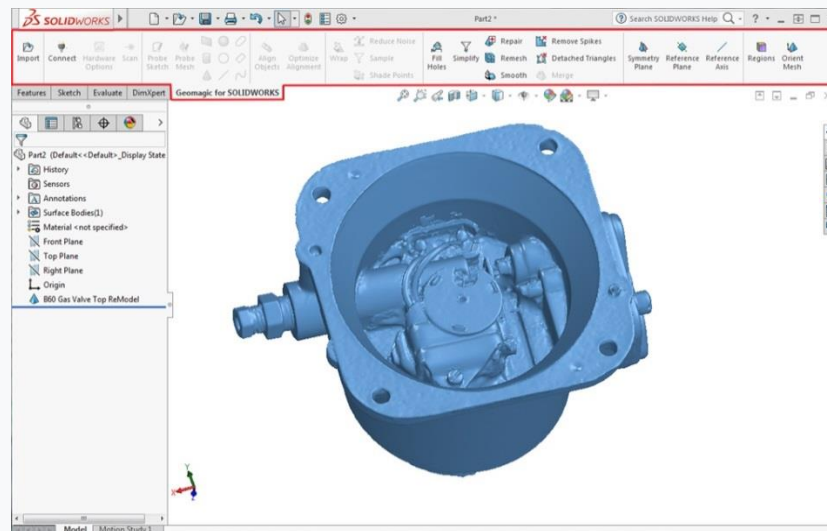 SOLIDWORKS
Part2 *
Search SOLIDWORKS Help
Import
Connect
Hardware Options
Scan
Probe Sketch
Probe Mesh
Align Objects
Optimize Alignment
Wrap
Reduce Noise
Sample
Shade Points
Fill Holes
Simplify
Repair
Remesh
Smooth
Remove Spikes
Detached Triangles
Merge
Symmetry Plane
Reference Plane
Reference Axis
Regions
Orient Mesh
Features
Sketch
Evaluate
DimXpert
Geomagic for SOLIDWORKS
Part2 (Default<<Default>_Display State
History
Sensors
Annotations
Surface Bodies(1)
Material <not specified>
Front Plane
Top Plane
Right Plane
Origin
B60 Gas Valve Top ReModel
Y
X
Z
Model
Motion Study 1